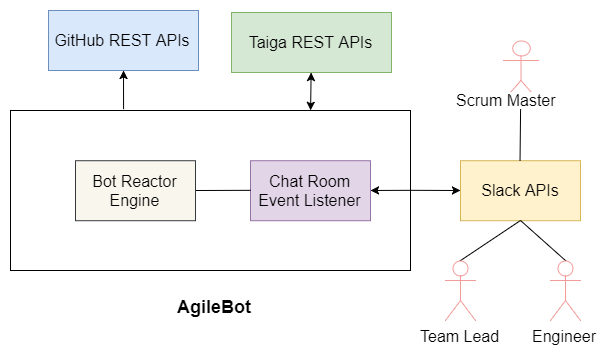 GitHub REST APIs
Taiga REST APIs
Scrum Master
Bot Reactor
Engine
Chat Room
Event Listener
Slack APIs
AgileBot
Team Lead
Engineer